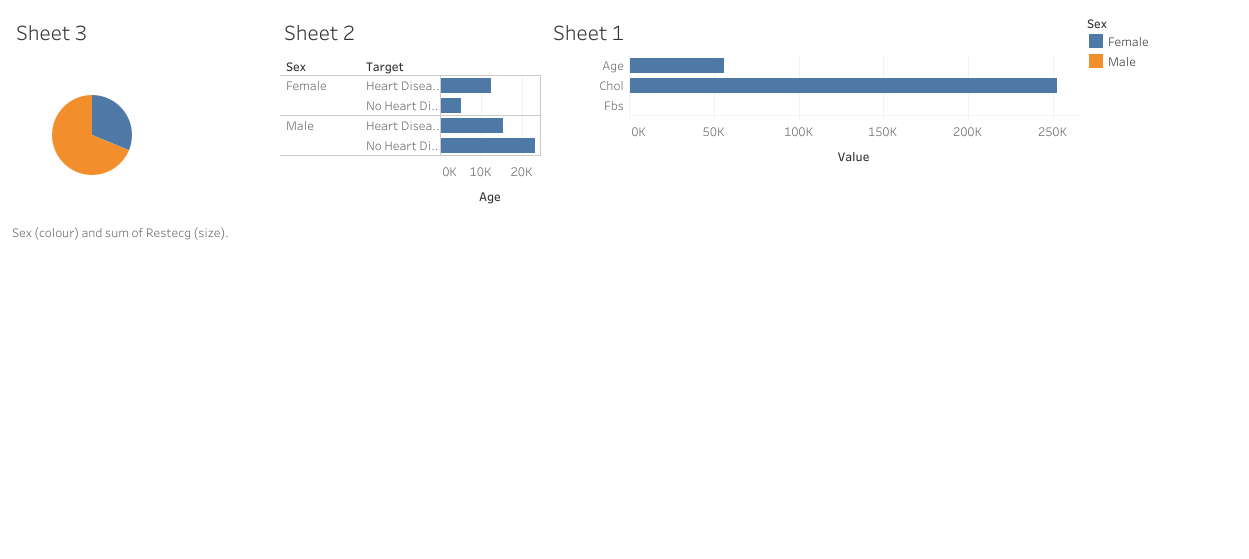 Sheet 3
Sex (colour) and sum of Restecg (size).
Sheet 2
Sex Target
Female Heart Disea..
No Heart Di..
Male Heart Disea..
No Heart Di..
0K 10K 20K
Age
Sheet 1
Age
Chol
Fbs
0K 50K 100K 150K 200K 250K
Value
Sex
Female
Male